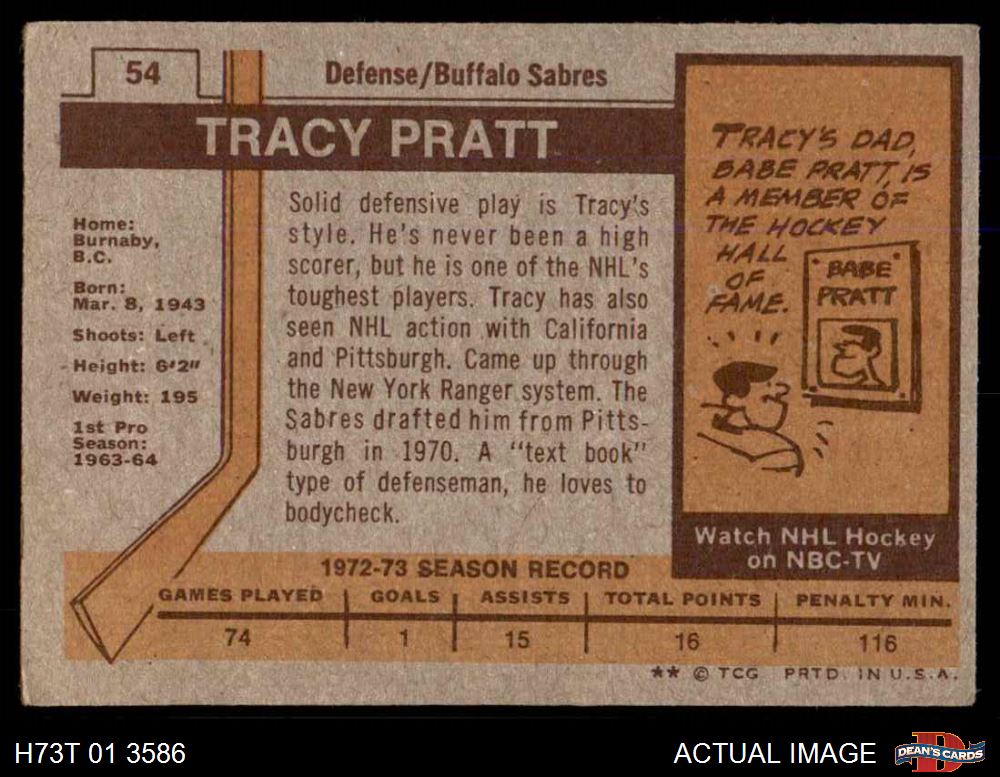 54
Defense/Buffalo Sabres
TRACY PRATT
Home:
Burnaby,
B.C.
Born:
Mar. 8, 1943
Shoots: Left
Height: 6'2"
Weight: 195
1st Pro
Season:
1963-64
Solid defensive play is Tracy's
style. He's never been a high
scorer, but he is one of the NHL's
toughest players. Tracy has also
seen NHL action with California
and Pittsburgh. Came up through
the New York Ranger system. The
Sabres drafted him from Pitts-
burgh in 1970. A "text book"
type of defenseman, he loves to
bodycheck.
TRACY'S DAD,
BABE PRATT, IS
A MEMBER OF
THE HOCKEY
HALL
OF
FAME.
BABE
PRATT
Watch NHL Hockey
on NBC-TV
1972-73 SEASON RECORD
GAMES PLAYED GOALS ASSISTS TOTAL POINTS PENALTY MIN.
74 1 15 16 116
** © TCG PRTD. IN U.S.A.
H73T 01 3586
ACTUAL IMAGE
D
DEAN'S CARDS